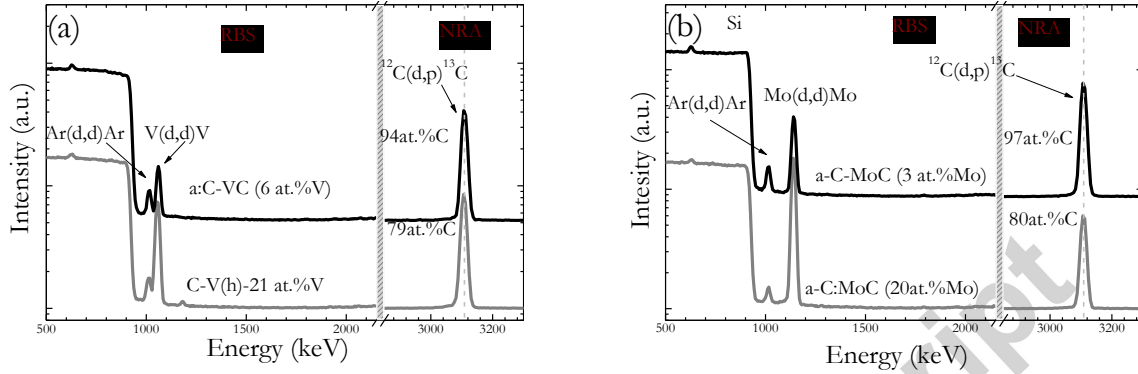 (a)
RBS
NRA
12C(d,p)13C
Ar(d,d)Ar
V(d,d)V
94at.%C
a:C-VC (6 at.%V)
79at.%C
C-V(h)-21 at.%V
Intensity (a.u.)
500
1000
1500
2000
3000
3200
Energy (keV)
(b)
Si
RBS
NRA
12C(d,p)13C
Mo(d,d)Mo
Ar(d,d)Ar
97at.%C
a-C-MoC (3 at.%Mo)
80at.%C
a-C:MoC (20at.%Mo)
Intesity (a.u.)
500
1000
1500
2000
3000
3200
Energy (keV)
ript